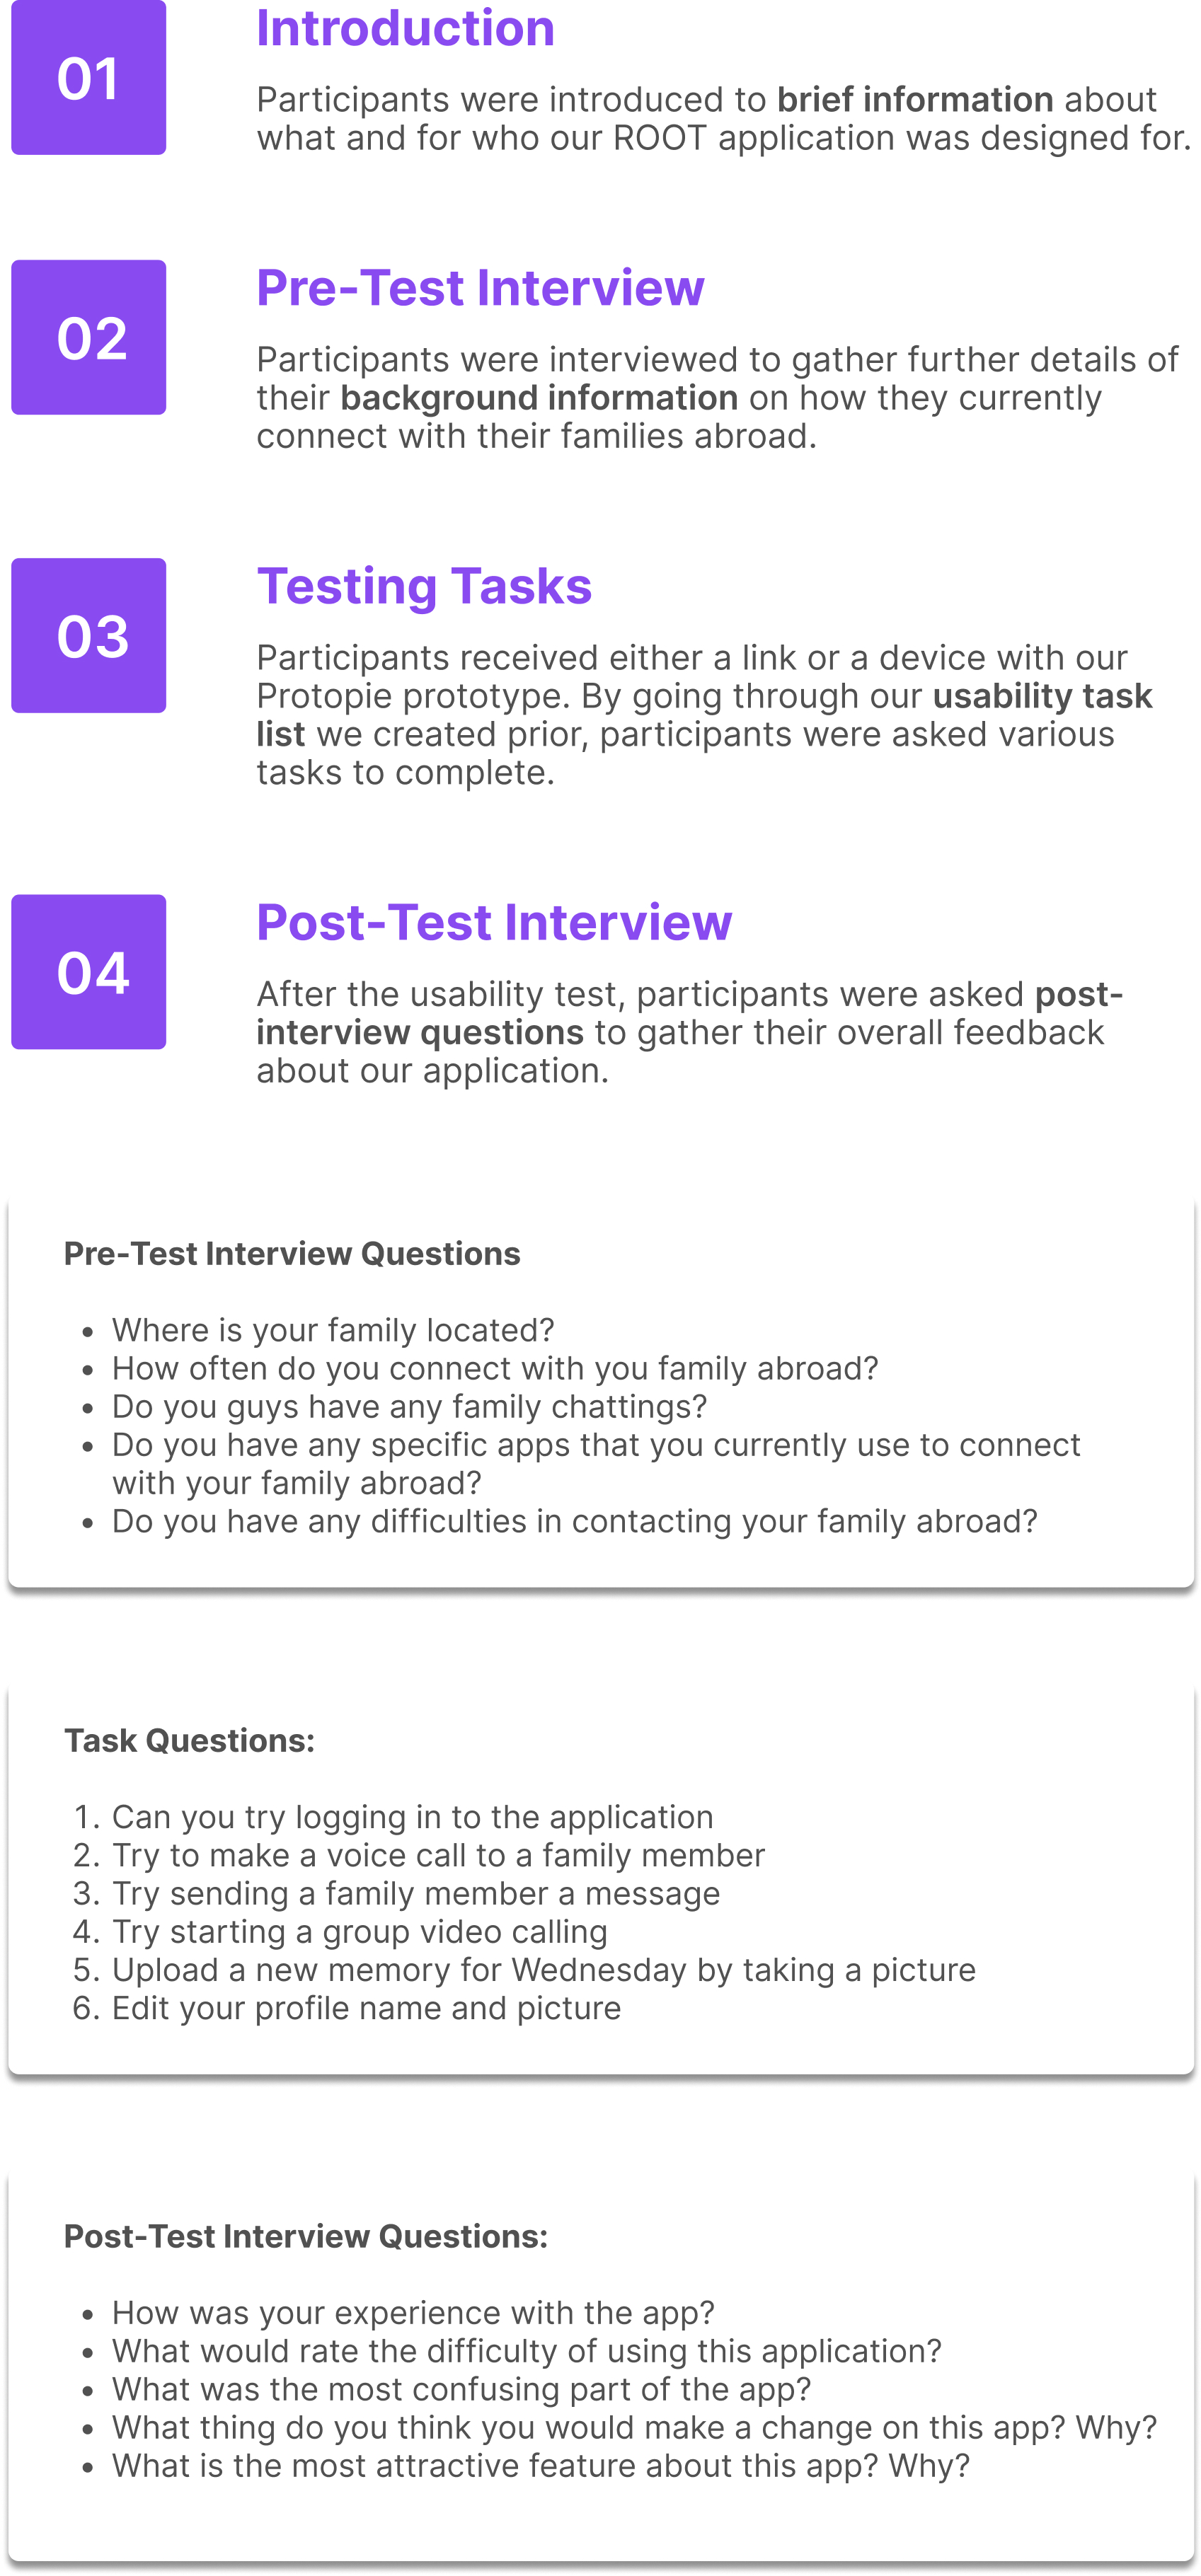 01
Introduction
Participants were introduced to brief information about
what and for who our ROOT application was designed for.
02
Pre-Test Interview
Participants were interviewed to gather further details of
their background information on how they currently
connect with their families abroad.
03
Testing Tasks
Participants received either a link or a device with our
Protopie prototype. By going through our usability task
list we created prior, participants were asked various
tasks to complete.
04
Post-Test Interview
After the usability test, participants were asked post-
interview questions to gather their overall feedback
about our application.
Pre-Test Interview Questions
• Where is your family located?
• How often do you connect with you family abroad?
• Do you guys have any family chattings?
• Do you have any specific apps that you currently use to connect
with your family abroad?
• Do you have any difficulties in contacting your family abroad?
Task Questions:
1. Can you try logging in to the application
2. Try to make a voice call to a family member
3. Try sending a family member a message
4. Try starting a group video calling
5. Upload a new memory for Wednesday by taking a picture
6. Edit your profile name and picture
Post-Test Interview Questions:
• How was your experience with the app?
• What would rate the difficulty of using this application?
• What was the most confusing part of the app?
• What thing do you think you would make a change on this app? Why?
• What is the most attractive feature about this app? Why?